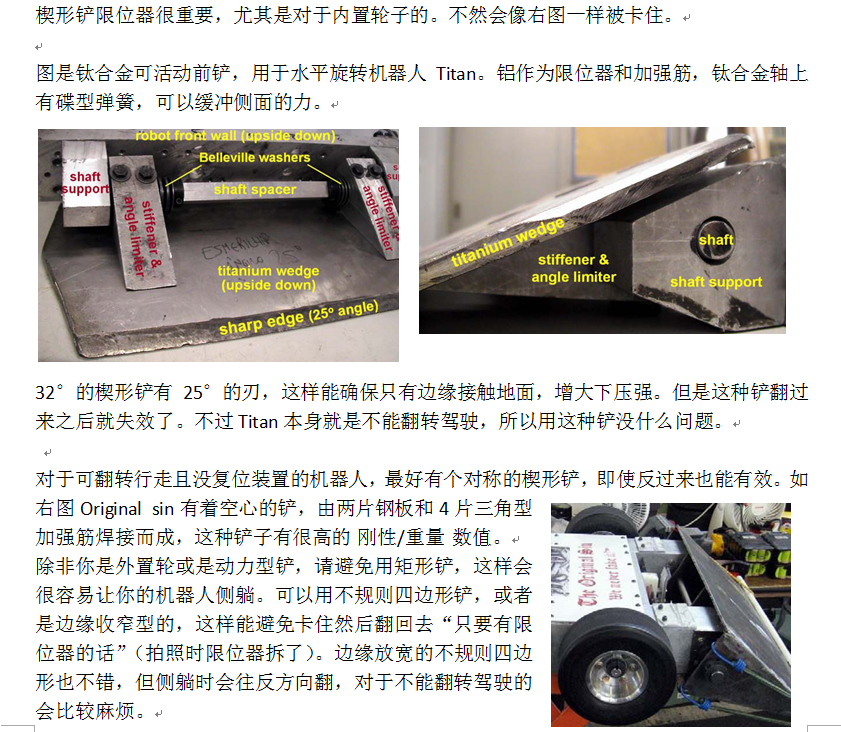 楔形铲限位器很重要，尤其是对于内置轮子的。不然会像右图一样被卡住。
图是钛合金可活动前铲，用于水平旋转机器人 Titan。铝作为限位器和加强筋，钛合金轴上
有碟型弹簧，可以缓冲侧面的力。
robot front wall (upside down)
Belleville washers
shaft support
shaft spacer
stiffener & angle limiter
stiffener & angle limiter
titanium wedge
(upside down)
sharp edge (25° angle)
titanium wedge
stiffener &
angle limiter
shaft
shaft support
32°的楔形铲有 25°的刃，这样能确保只有边缘接触地面，增大下压强。但是这种铲翻过
来之后就失效了。不过 Titan 本身就是不能翻转驾驶，所以用这种铲没什么问题。
对于可翻转行走且没复位装置的机器人，最好有个对称的楔形铲，即使反过来也能有效。如
右图 Original sin 有着空心的铲，由两片钢板和 4 片三角型
加强筋焊接而成，这种铲子有很高的 刚性/重量 数值。
除非你是外置轮或是动力型铲，请避免用矩形铲，这样会
很容易让你的机器人侧躺。可以用不规则四边形铲，或者
是边缘收窄型的，这样能避免卡住然后翻回去“只要有限
位器的话”（拍照时限位器拆了）。边缘放宽的不规则四边
形也不错，但侧躺时会往反方向翻，对于不能翻转驾驶的
会比较麻烦。
The Original Sin